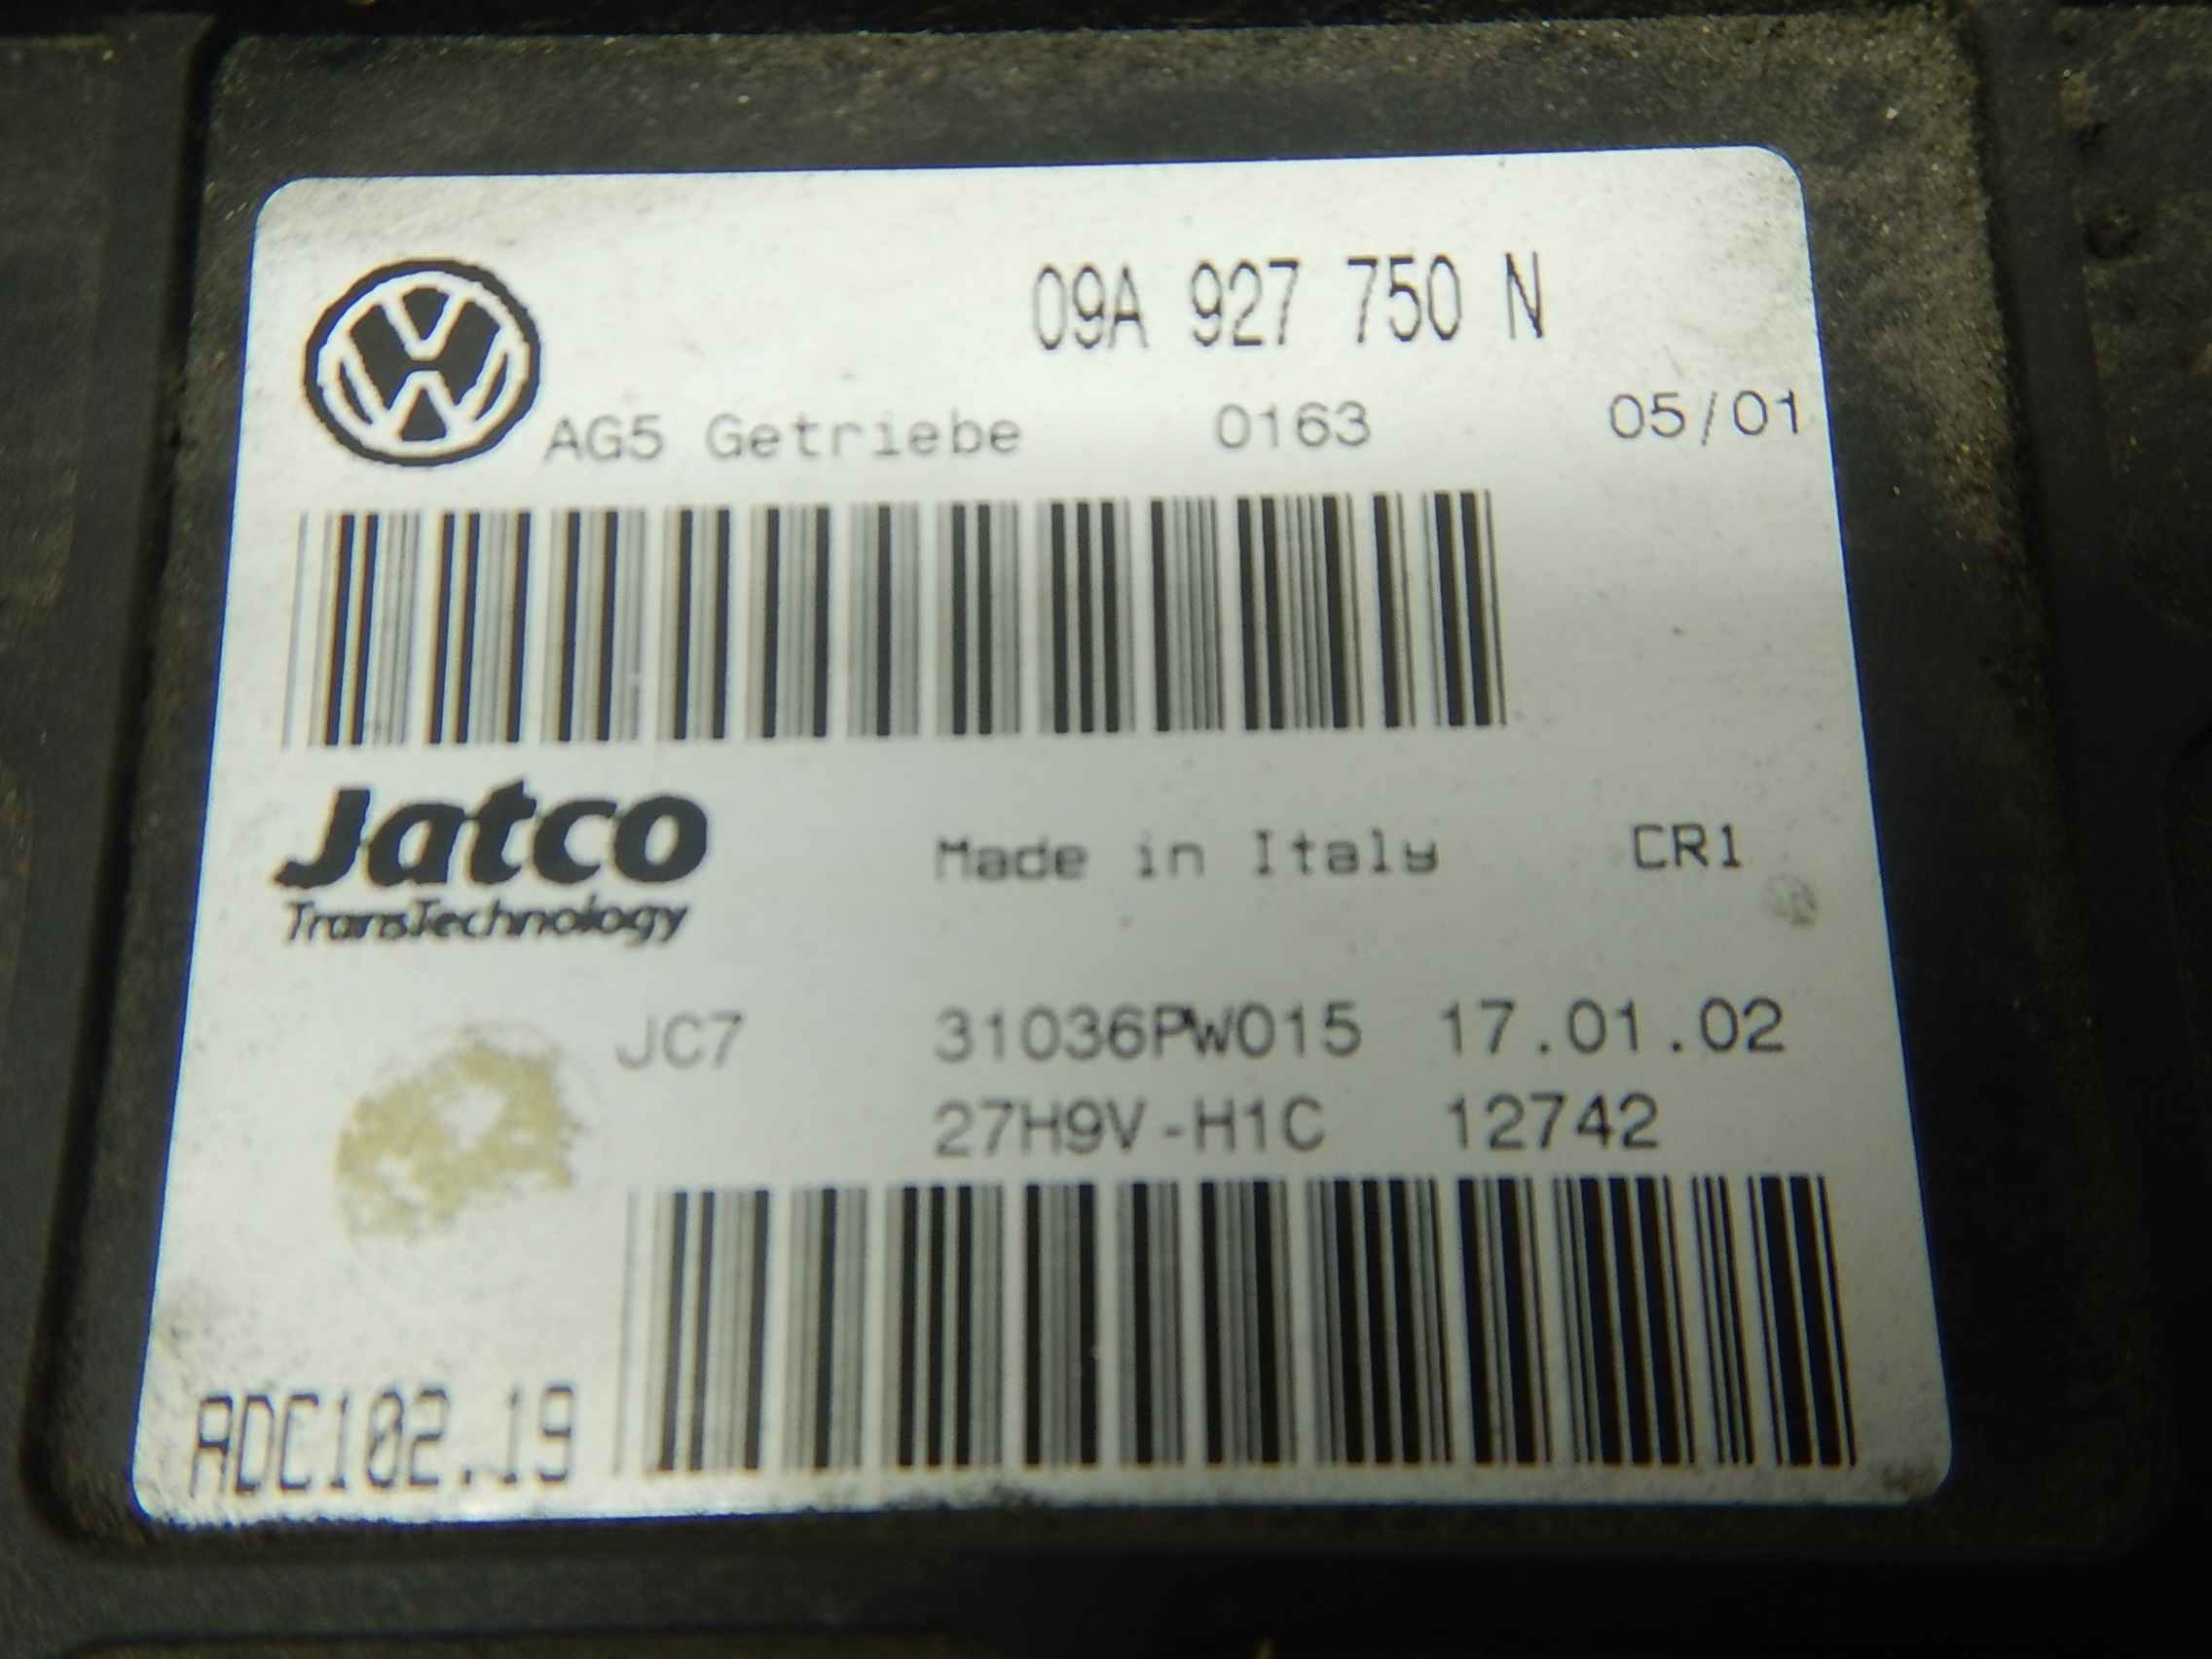 09A 927 750 N
AG5 Getriebe 0163 05/01
Jatco Made in Italy CR1
TransTechnology
JC7 31036PW015 17.01.02
27H9V-H1C 12742
ADC102.19